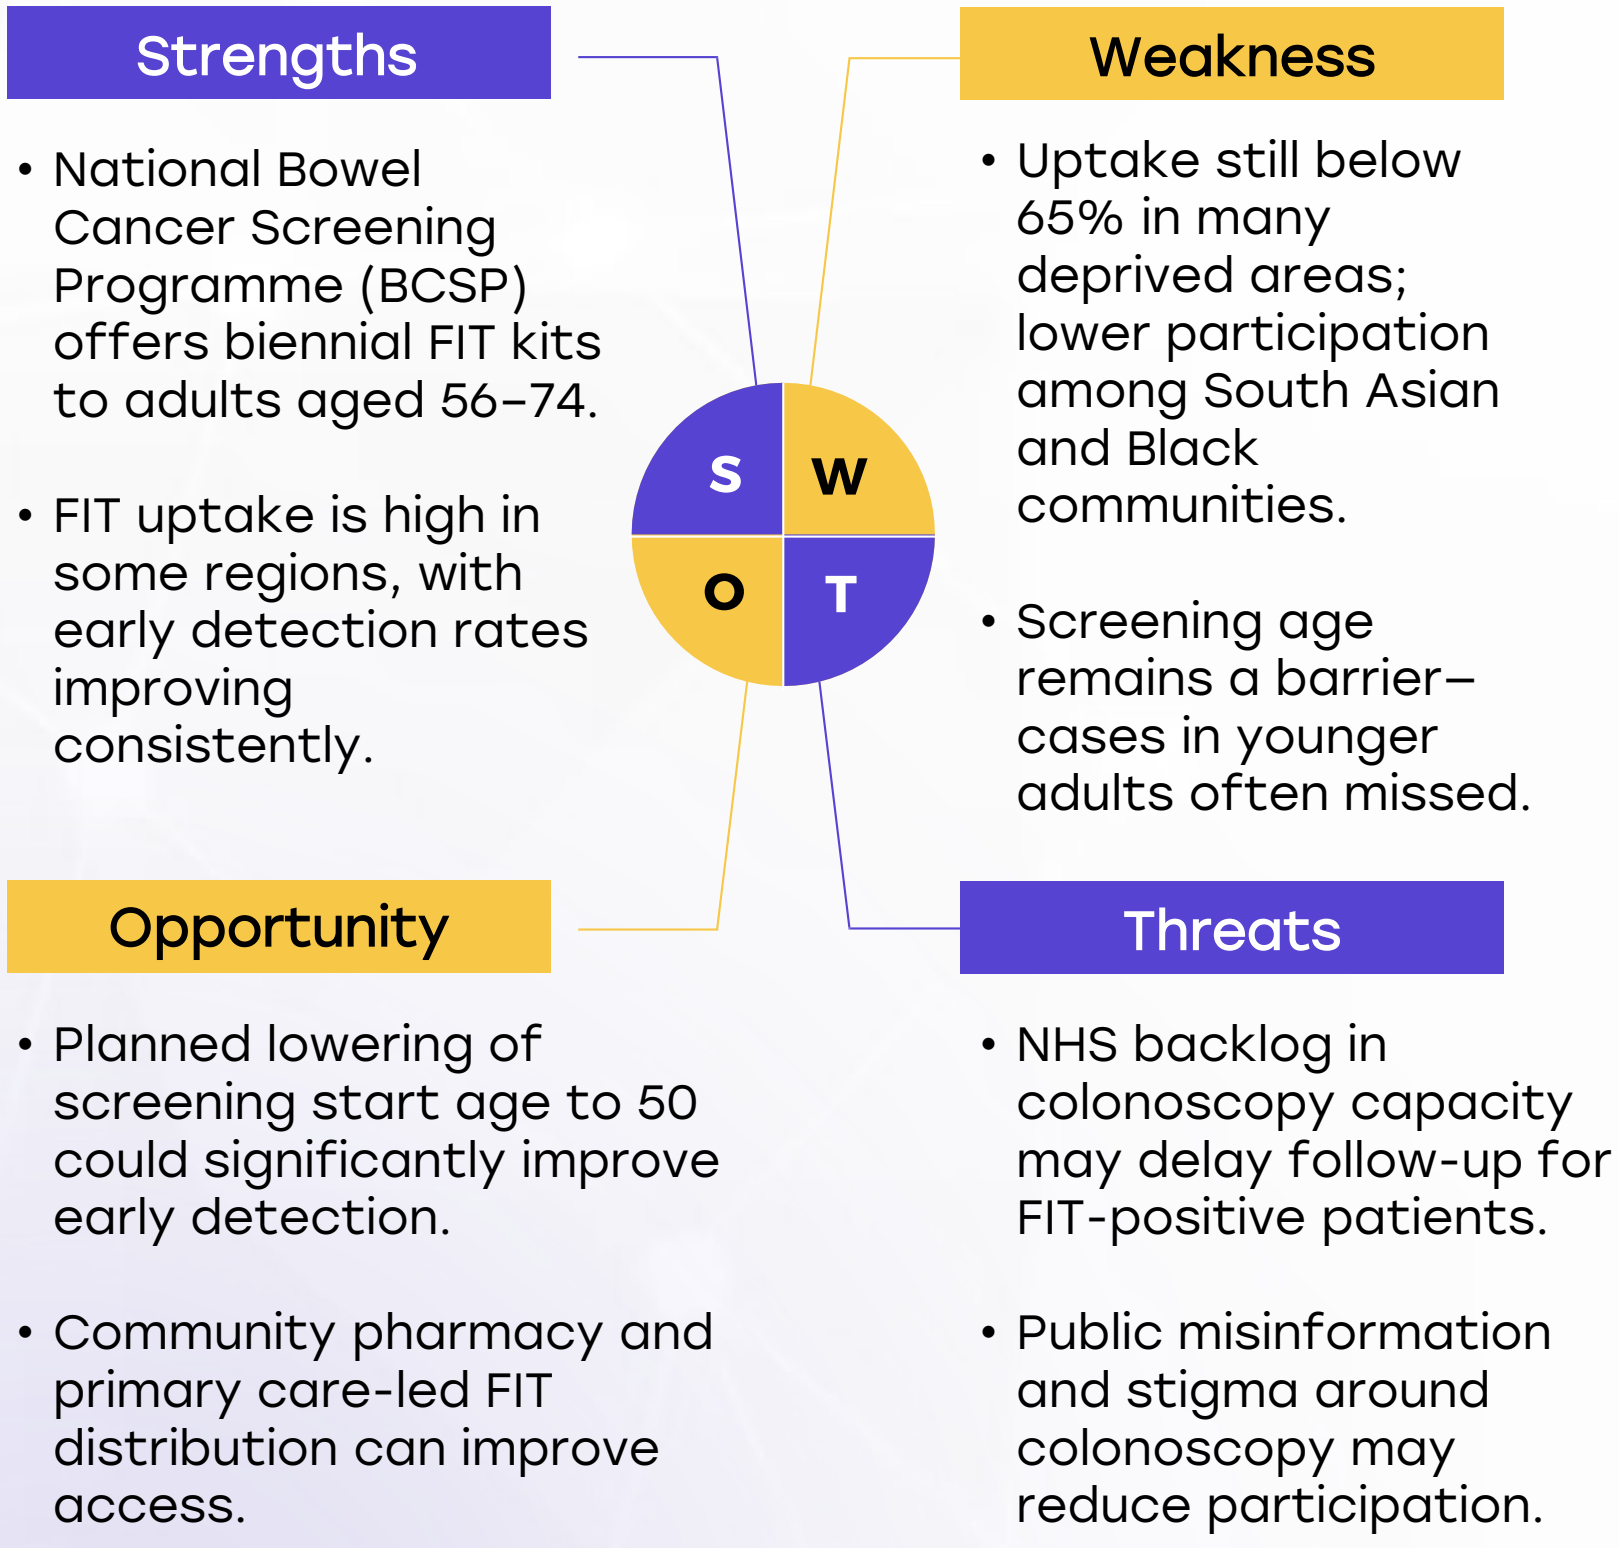 Strengths
• National Bowel
Cancer Screening
Programme (BCSP)
offers biennial FIT kits
to adults aged 56–74.
• FIT uptake is high in
some regions, with
early detection rates
improving
consistently.
Weakness
• Uptake still below
65% in many
deprived areas;
lower participation
among South Asian
and Black
communities.
• Screening age
remains a barrier—
cases in younger
adults often missed.
S
W
O
T
Opportunity
• Planned lowering of
screening start age to 50
could significantly improve
early detection.
• Community pharmacy and
primary care-led FIT
distribution can improve
access.
Threats
• NHS backlog in
colonoscopy capacity
may delay follow-up for
FIT-positive patients.
• Public misinformation
and stigma around
colonoscopy may
reduce participation.